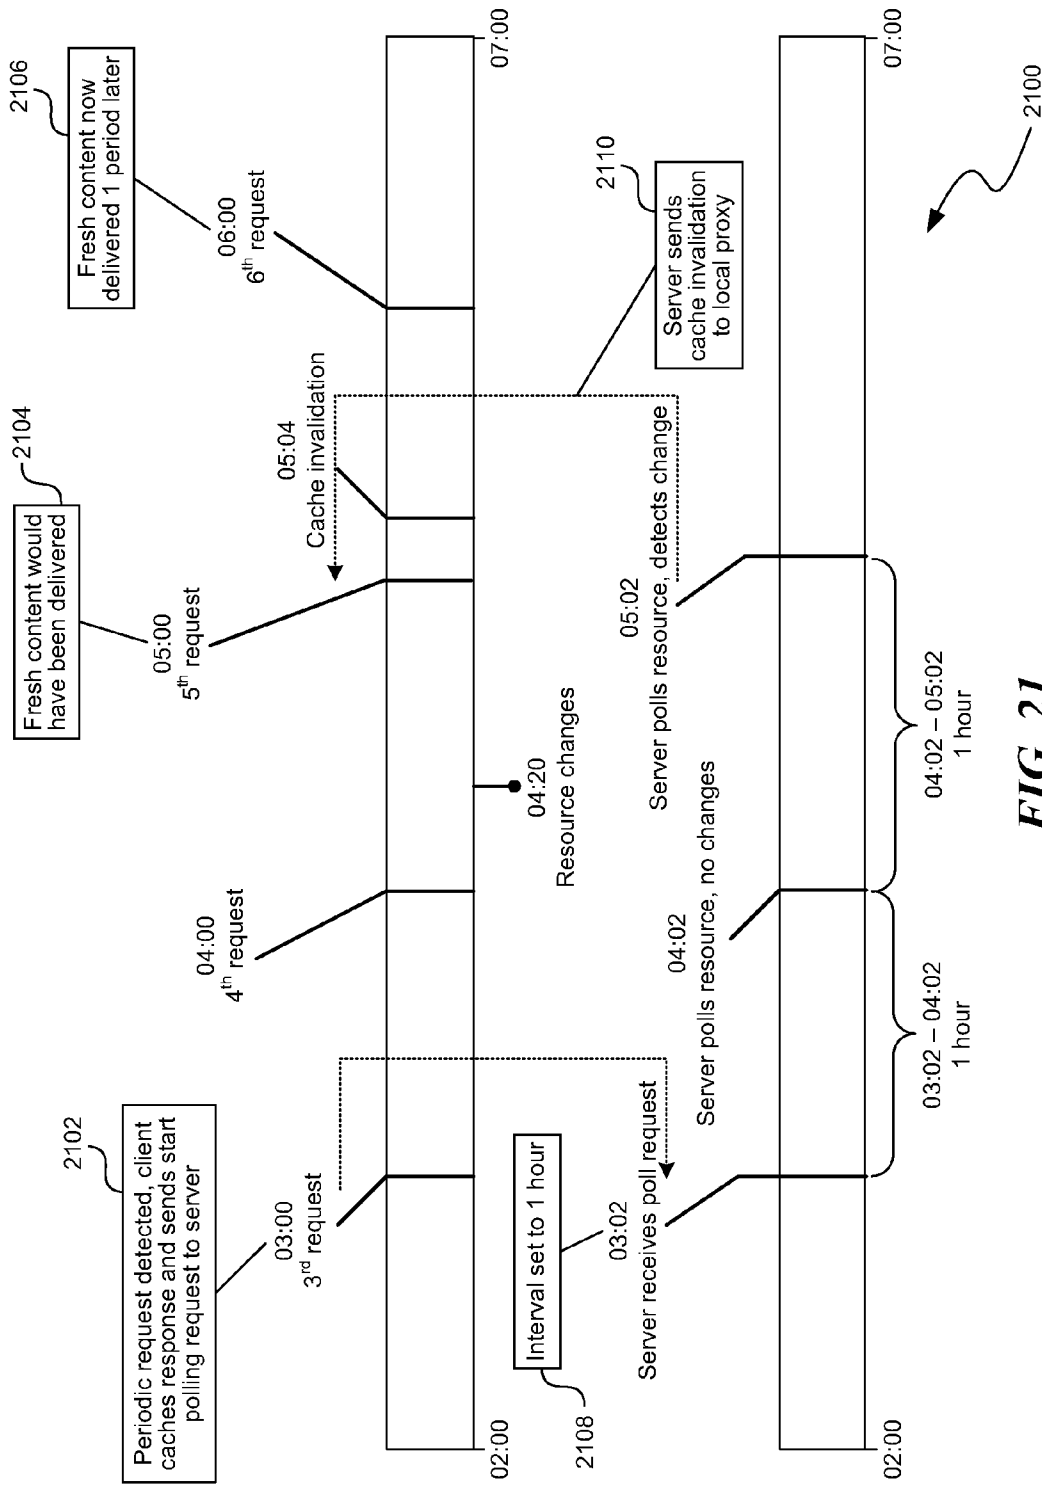 2102
Periodic request detected, client
caches response and sends start
polling request to server
03:00
3rd request
04:00
4th request
2104
Fresh content would
have been delivered
05:00
5th request
05:04
Cache invalidation
2106
Fresh content now
delivered 1 period later
06:00
6th request
02:00
07:00
04:20
Resource changes
2108
Interval set to 1 hour
03:02
Server receives poll request
04:02
Server polls resource, no changes
05:02
Server polls resource, detects change
2110
Server sends
cache invalidation
to local proxy
02:00
07:00
03:02 – 04:02
1 hour
04:02 – 05:02
1 hour
2100
FIG. 21